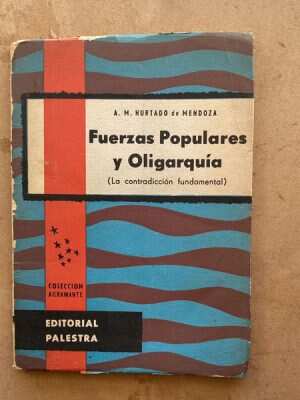 A. M. HURTADO de MENDOZA
Fuerzas Populares
y Oligarquía
(La contradicción fundamental)
COLECCION
AGRAMANTE
EDITORIAL
PALESTRA